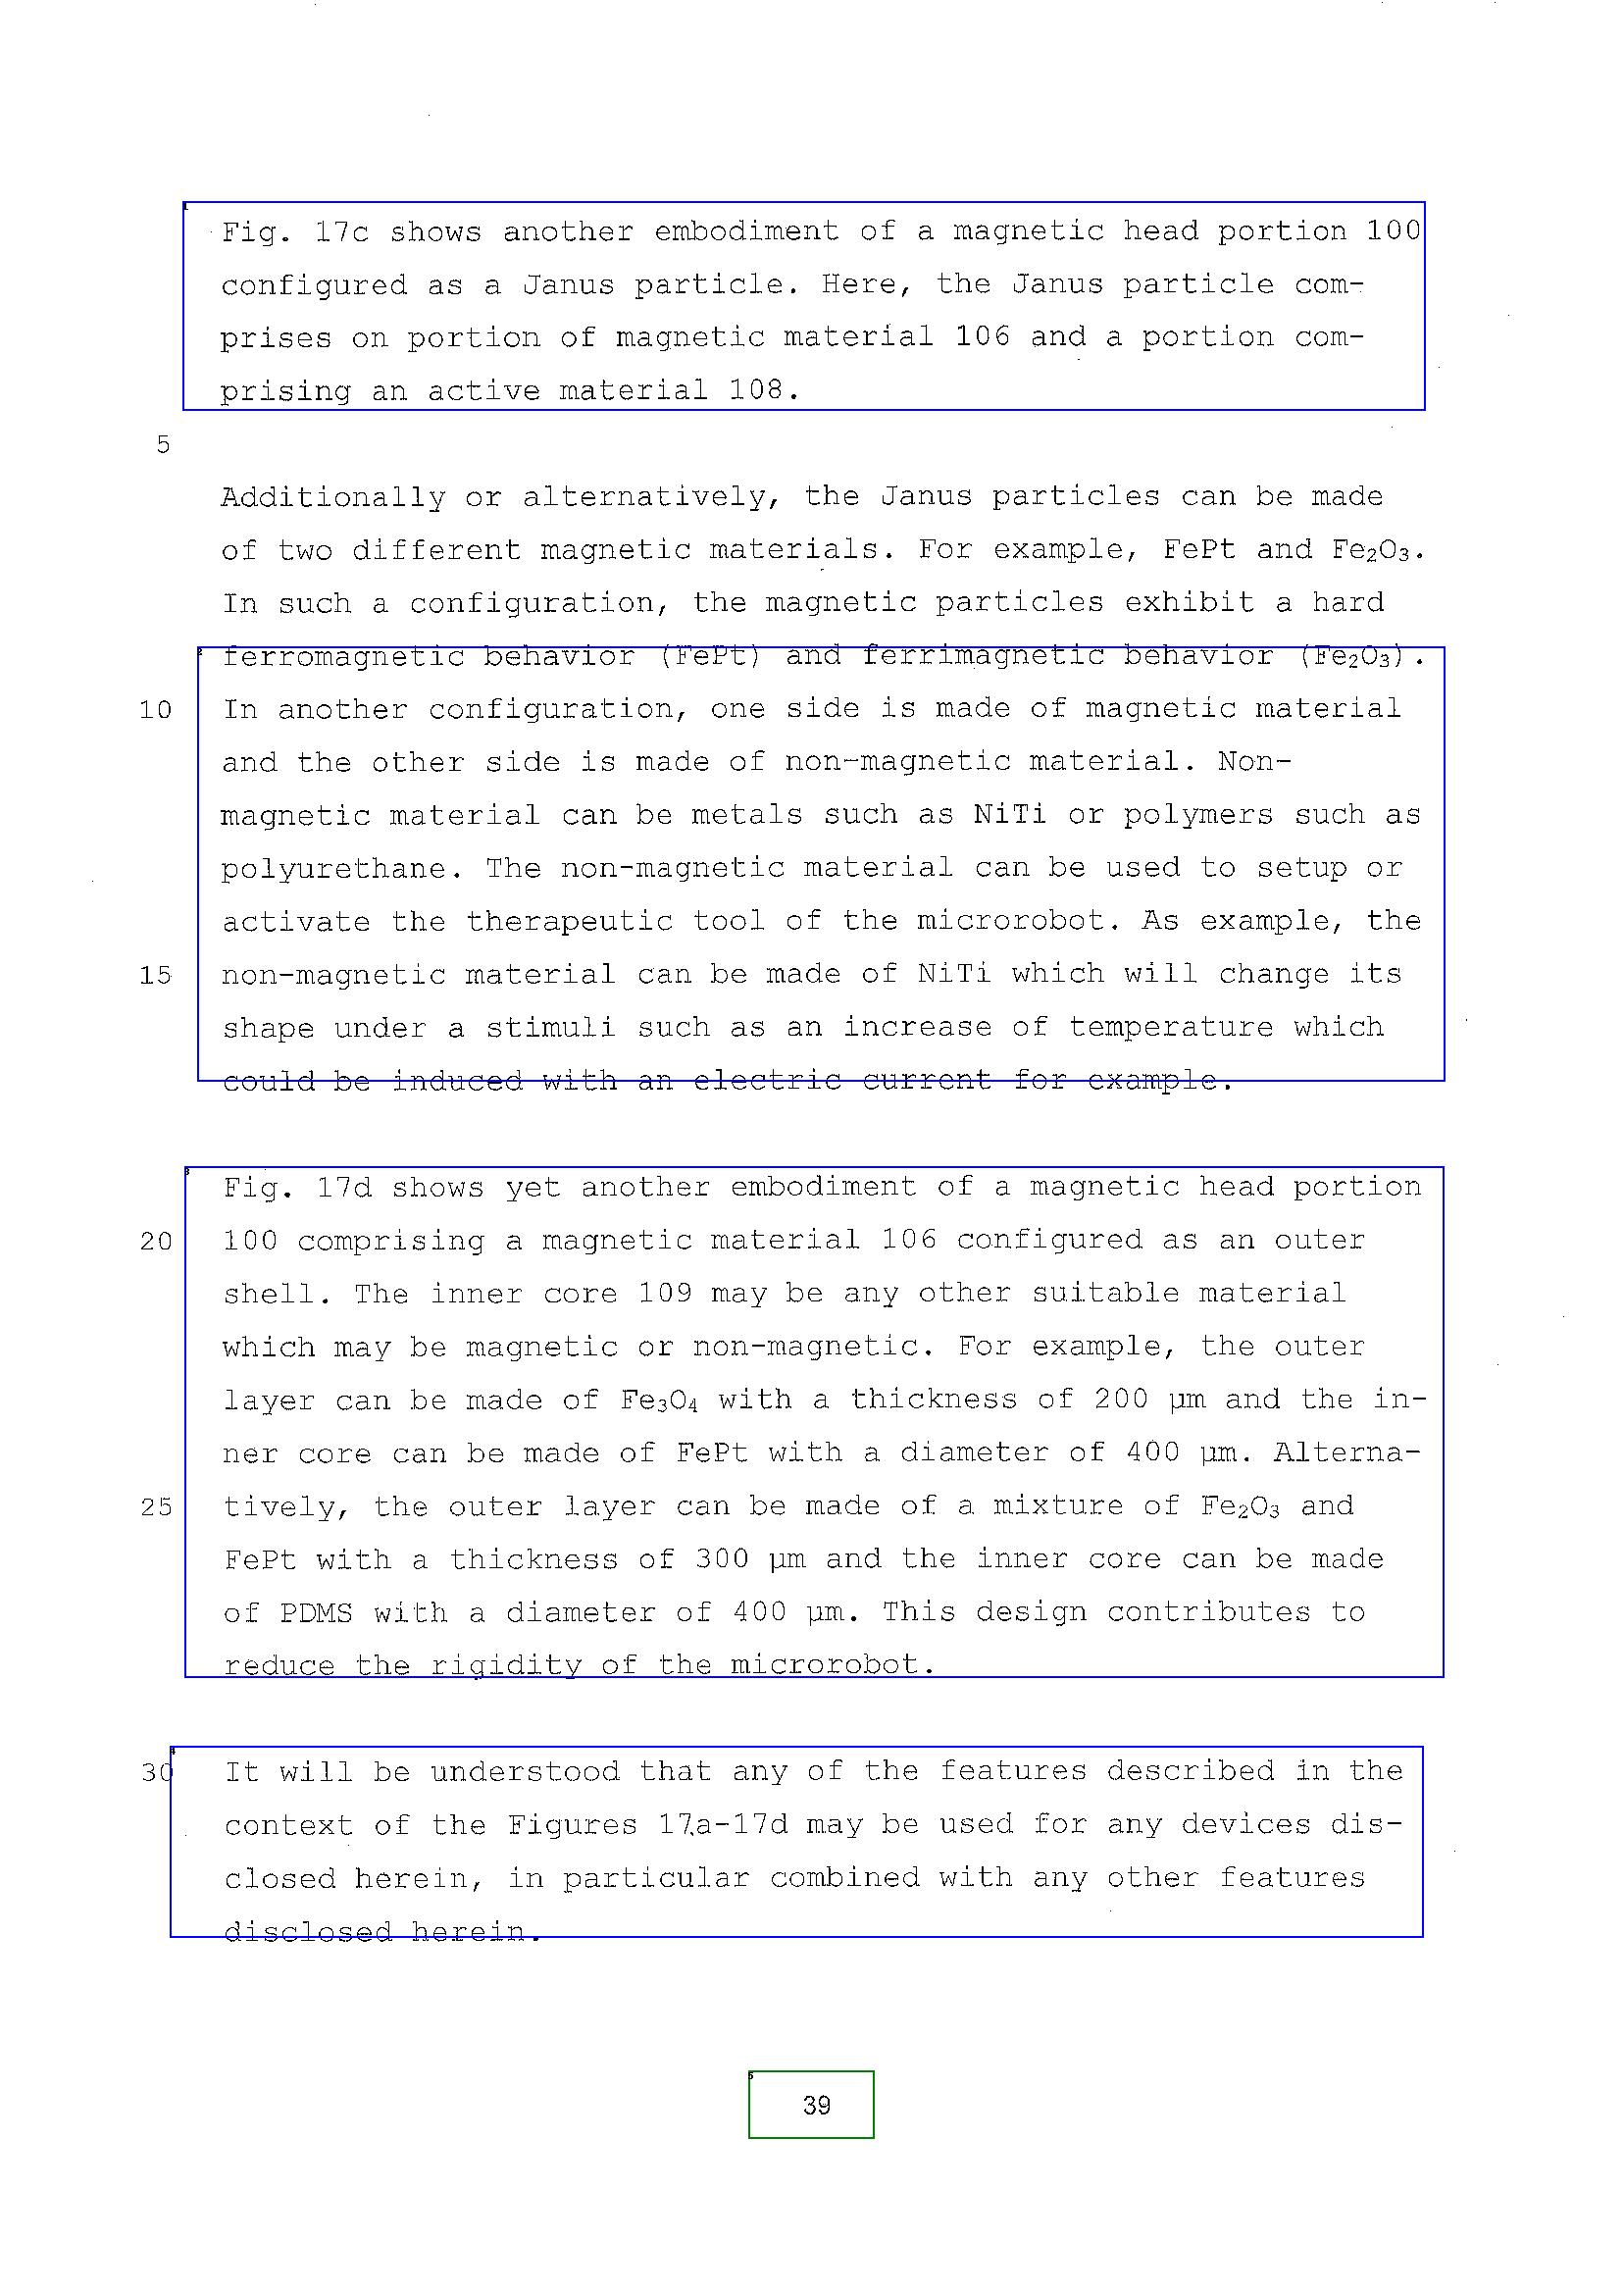 Fig. 17c shows another embodiment of a magnetic head portion 100
configured as a Janus particle. Here, the Janus particle com-
prises on portion of magnetic material 106 and a portion com-
prising an active material 108.
5
Additionally or alternatively, the Janus particles can be made
of two different magnetic materials. For example, FePt and Fe₂O₃.
In such a configuration, the magnetic particles exhibit a hard
ferromagnetic behavior (FePt) and ferrimagnetic behavior (Fe₂O₃).
10 In another configuration, one side is made of magnetic material
and the other side is made of non-magnetic material. Non-
magnetic material can be metals such as NiTi or polymers such as
polyurethane. The non-magnetic material can be used to setup or
activate the therapeutic tool of the microrobot. As example, the
15 non-magnetic material can be made of NiTi which will change its
shape under a stimuli such as an increase of temperature which
could be induced with an electric current for example.
Fig. 17d shows yet another embodiment of a magnetic head portion
20 100 comprising a magnetic material 106 configured as an outer
shell. The inner core 109 may be any other suitable material
which may be magnetic or non-magnetic. For example, the outer
layer can be made of Fe₃O₄ with a thickness of 200 µm and the in-
ner core can be made of FePt with a diameter of 400 µm. Alterna-
25 tively, the outer layer can be made of a mixture of Fe₂O₃ and
FePt with a thickness of 300 µm and the inner core can be made
of PDMS with a diameter of 400 µm. This design contributes to
reduce the rigidity of the microrobot.
30 It will be understood that any of the features described in the
context of the Figures 17a-17d may be used for any devices dis-
closed herein, in particular combined with any other features
disclosed herein.
39